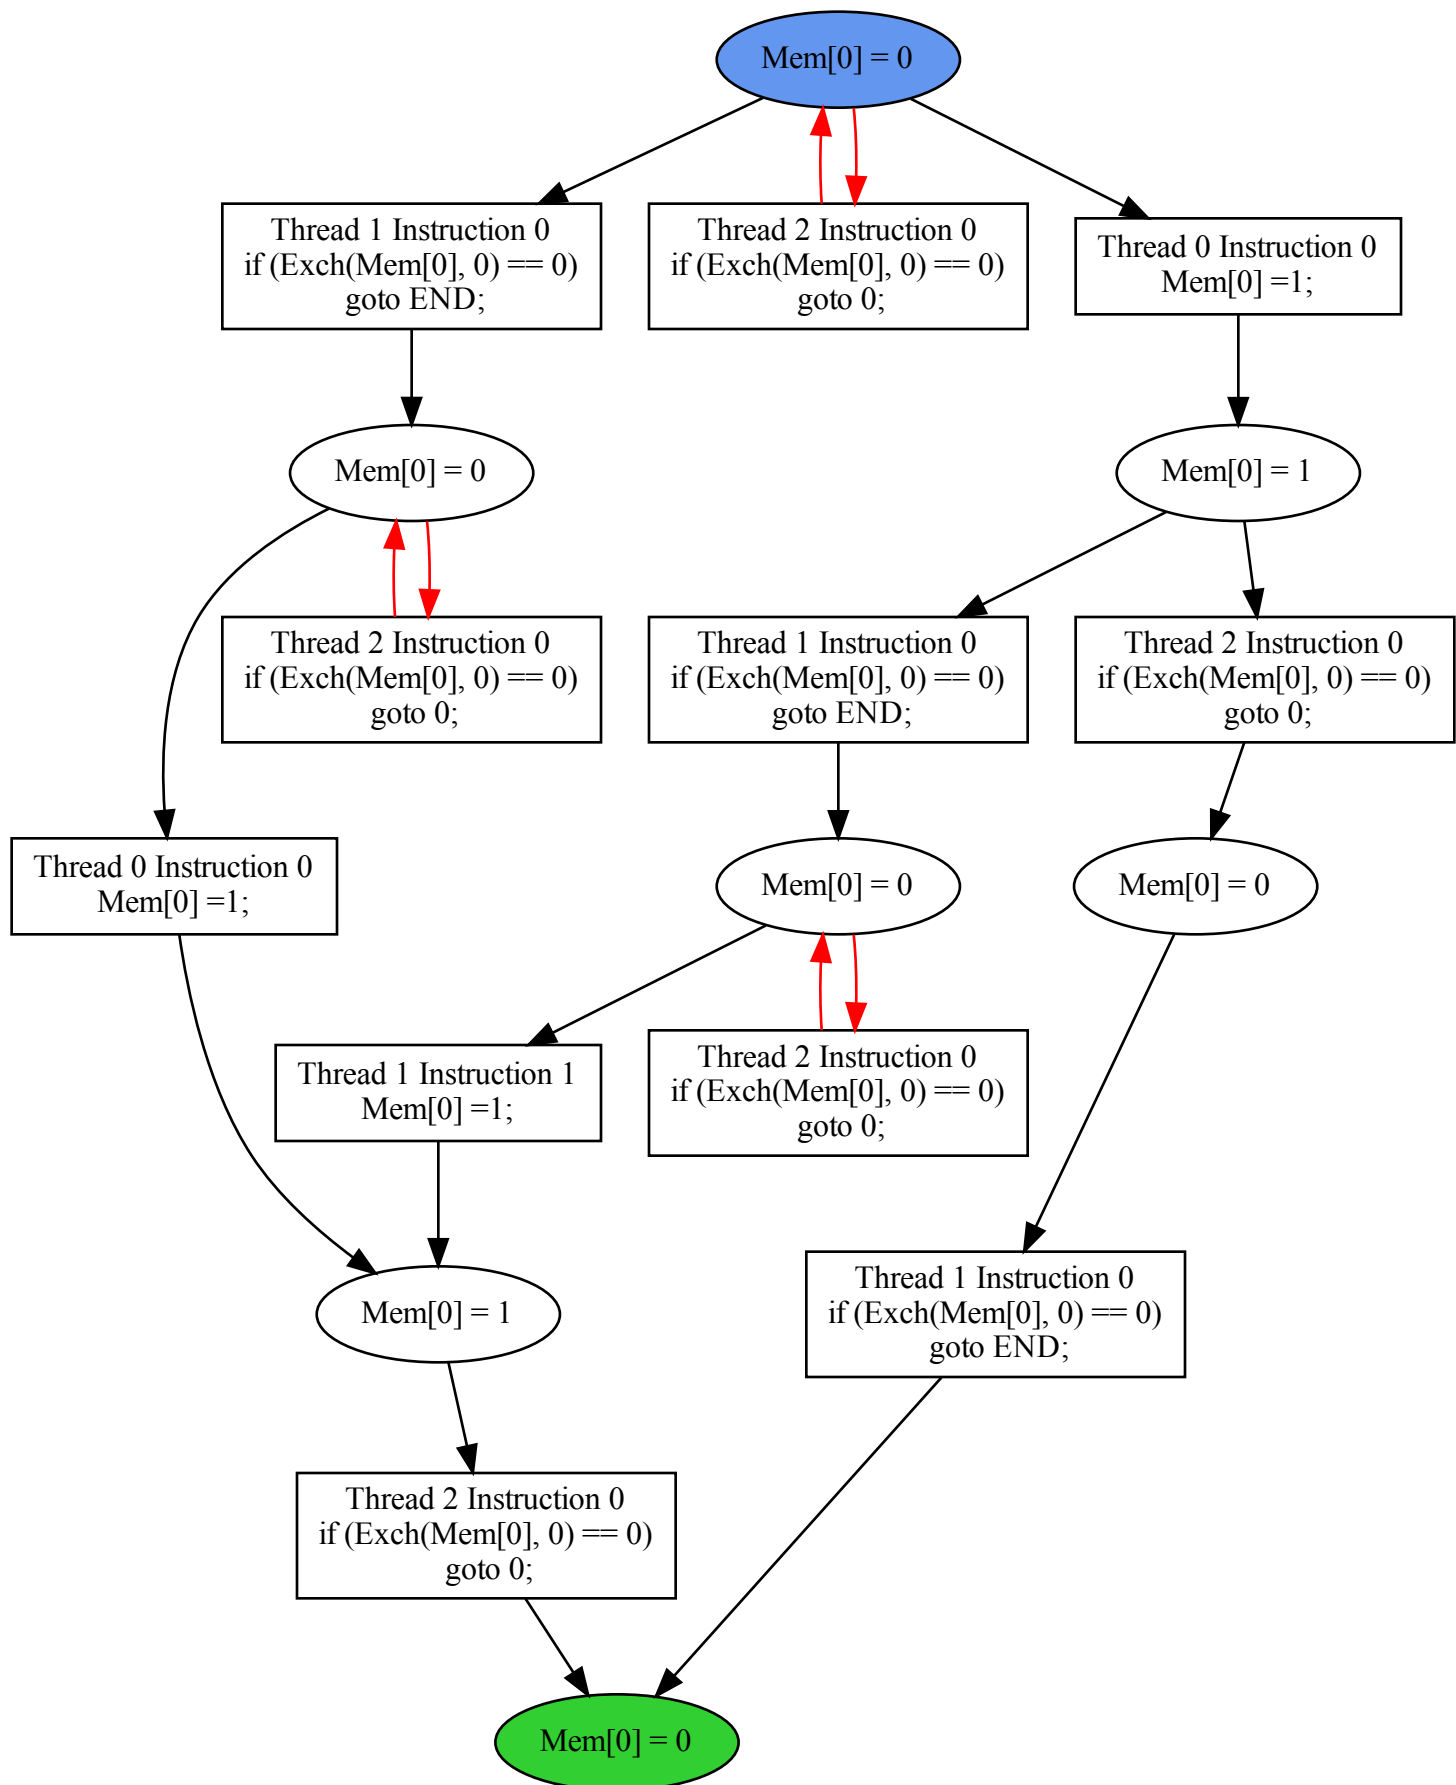 Mem[0] = 0
Thread 1 Instruction 0
if (Exch(Mem[0], 0) == 0)
goto END;
Thread 2 Instruction 0
if (Exch(Mem[0], 0) == 0)
goto 0;
Thread 0 Instruction 0
Mem[0] =1;
Mem[0] = 0
Mem[0] = 1
Thread 2 Instruction 0
if (Exch(Mem[0], 0) == 0)
goto 0;
Thread 1 Instruction 0
if (Exch(Mem[0], 0) == 0)
goto END;
Thread 2 Instruction 0
if (Exch(Mem[0], 0) == 0)
goto 0;
Thread 0 Instruction 0
Mem[0] =1;
Mem[0] = 0
Mem[0] = 0
Thread 1 Instruction 1
Mem[0] =1;
Thread 2 Instruction 0
if (Exch(Mem[0], 0) == 0)
goto 0;
Mem[0] = 1
Thread 1 Instruction 0
if (Exch(Mem[0], 0) == 0)
goto END;
Thread 2 Instruction 0
if (Exch(Mem[0], 0) == 0)
goto 0;
Mem[0] = 0